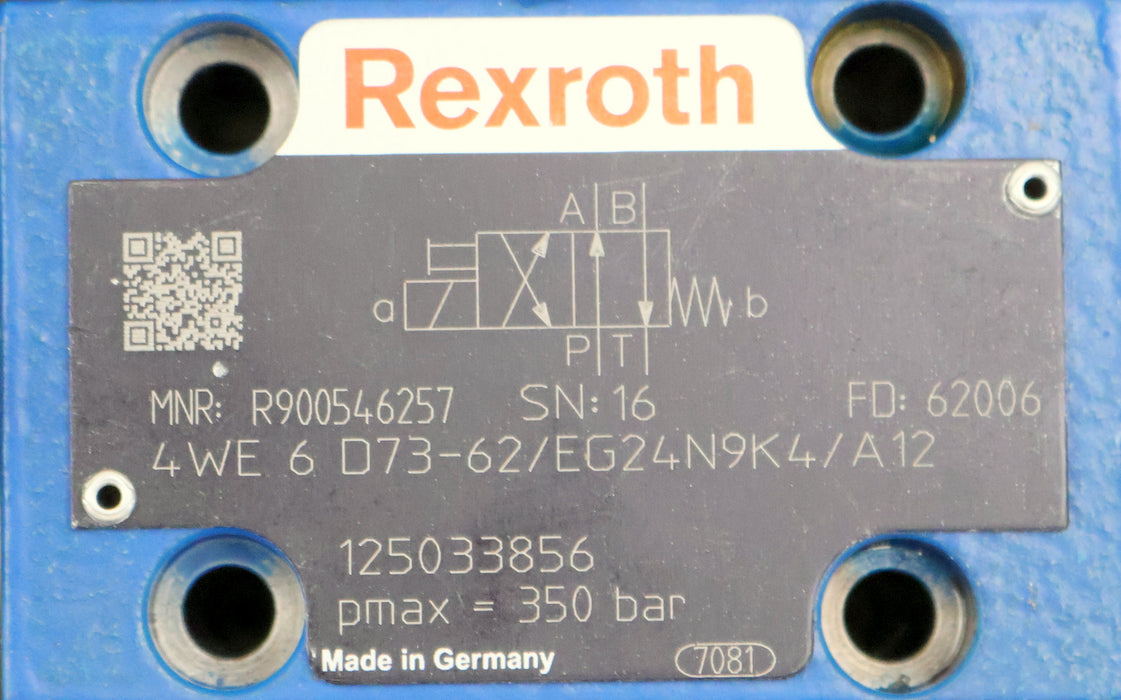 Rexroth
A B
a b
P T
MNR: R900546257 SN: 16 FD: 62006
4WE 6 D73-62/EG24N9K4/A12
125033856
pmax = 350 bar
Made in Germany 7081